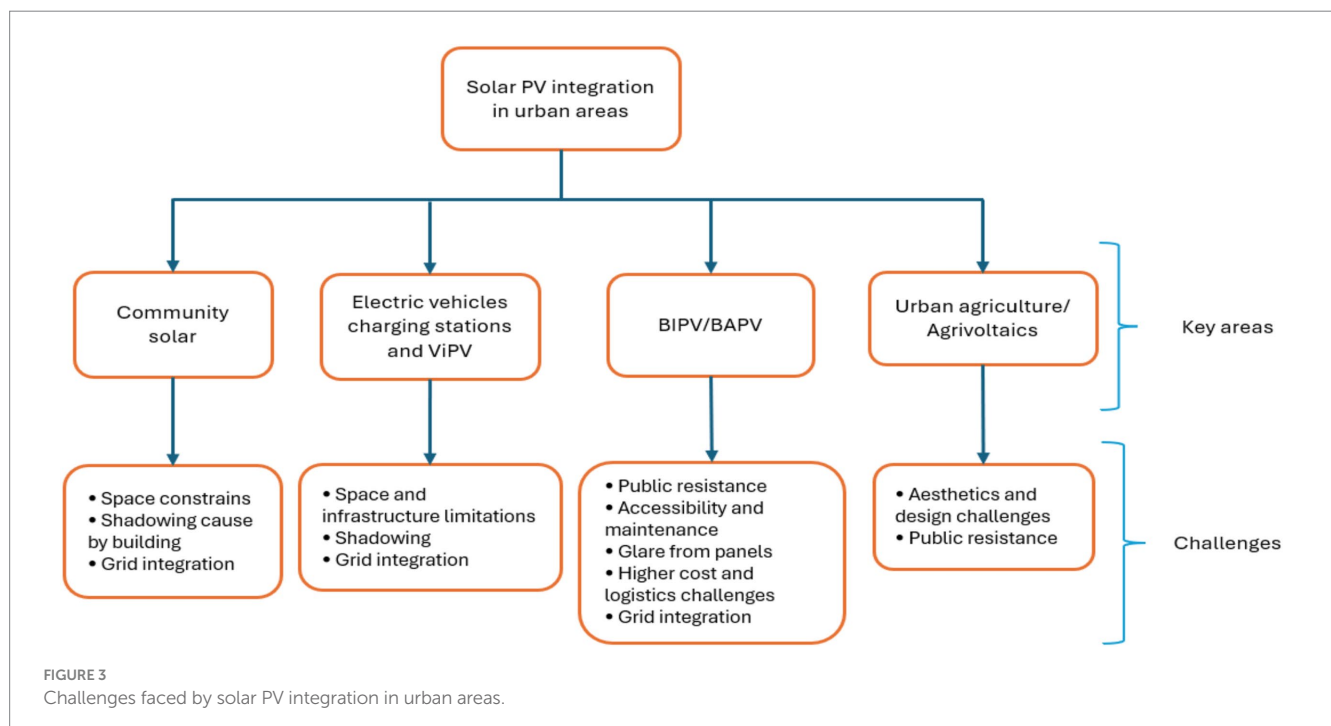 Solar PV integration
in urban areas
Community
solar
Electric vehicles
charging stations
and ViPV
BIPV/BAPV
Urban agriculture/
Agrivoltaics
Key areas
• Space constrains
• Shadowing cause
by building
• Grid integration
• Space and
infrastructure limitations
• Shadowing
• Grid integration
• Public resistance
• Accessibility and
maintenance
• Glare from panels
• Higher cost and
logistics challenges
• Grid integration
• Aesthetics and
design challenges
• Public resistance
Challenges
FIGURE 3
Challenges faced by solar PV integration in urban areas.